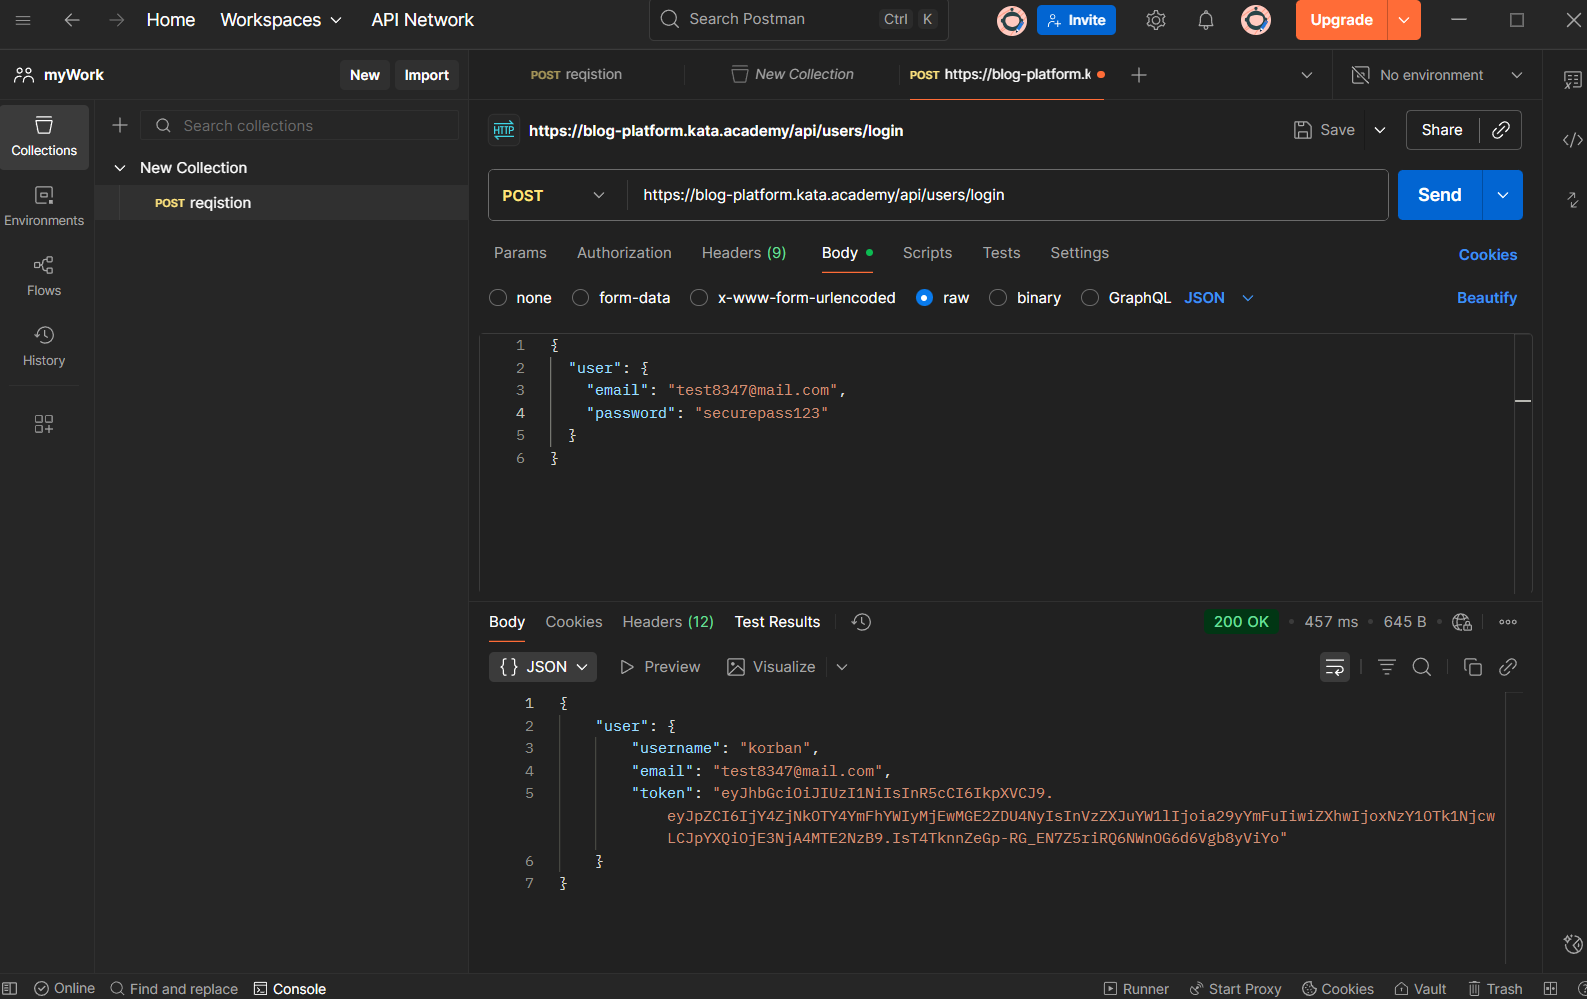 Home Workspaces API Network Search Postman Ctrl K Invite Upgrade
myWork New Import POST reqistion New Collection POST https://blog-platform.k No environment
Collections
Environments
Flows
History
Search collections
New Collection
POST reqistion
HTTP https://blog-platform.kata.academy/api/users/login Save Share
POST https://blog-platform.kata.academy/api/users/login Send
Params Authorization Headers (9) Body Scripts Tests Settings Cookies
none form-data x-www-form-urlencoded raw binary GraphQL JSON Beautify
1 {
2 "user": {
3 "email": "test8347@mail.com",
4 "password": "securepass123"
5 }
6 }
Body Cookies Headers (12) Test Results 200 OK • 457 ms • 645 B
{} JSON Preview Visualize
1 {
2 "user": {
3 "username": "korban",
4 "email": "test8347@mail.com",
5 "token": "eyJhbGciOiJIUzI1NiIsInR5cCI6IkpXVCJ9.
eyJpZCI6IjY4ZjNkOTY4YmFhYWIyMjEwMGE2ZDU4NyIsInVzZXJuYW1lIjoia29yYmFuIiwiZXhwIjoxNzY1OTk1Njcw
LCJpYXQiOjE3NjA4MTE2NzB9.IsT4TknnZeGp-RG_EN7Z5riRQ6NWnOG6d6Vgb8yViYo"
6 }
7 }
Online Find and replace Console Runner Start Proxy Cookies Vault Trash